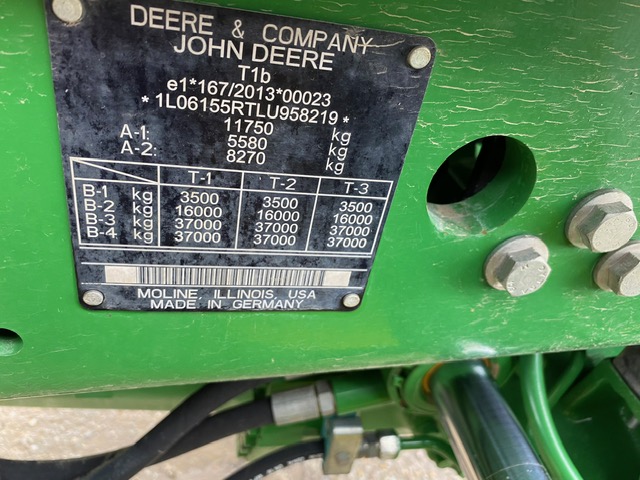 DEERE & COMPANY
JOHN DEERE
T1b
e1*167/2013*00023
*1L06155RTLU958219*
11750 kg
A-1: 5580 kg
A-2: 8270 kg
T-1 T-2 T-3
B-1 kg 3500 3500 3500
B-2 kg 16000 16000 16000
B-3 kg 37000 37000 37000
B-4 kg 37000 37000 37000
MOLINE, ILLINOIS, USA
MADE IN GERMANY